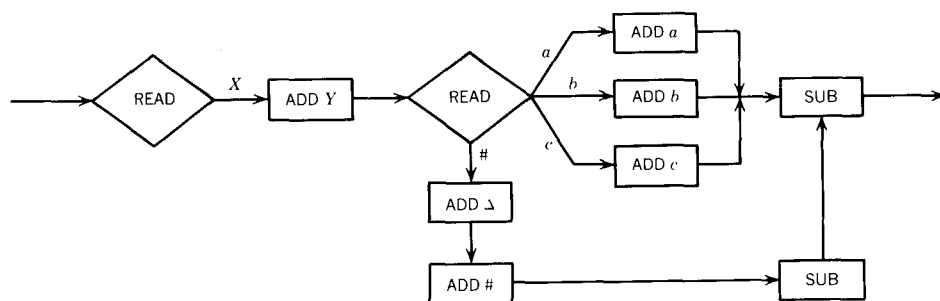 READ
X
ADD Y
READ
a
ADD a
b
ADD b
c
ADD c
SUB
#
ADD Δ
ADD #
SUB